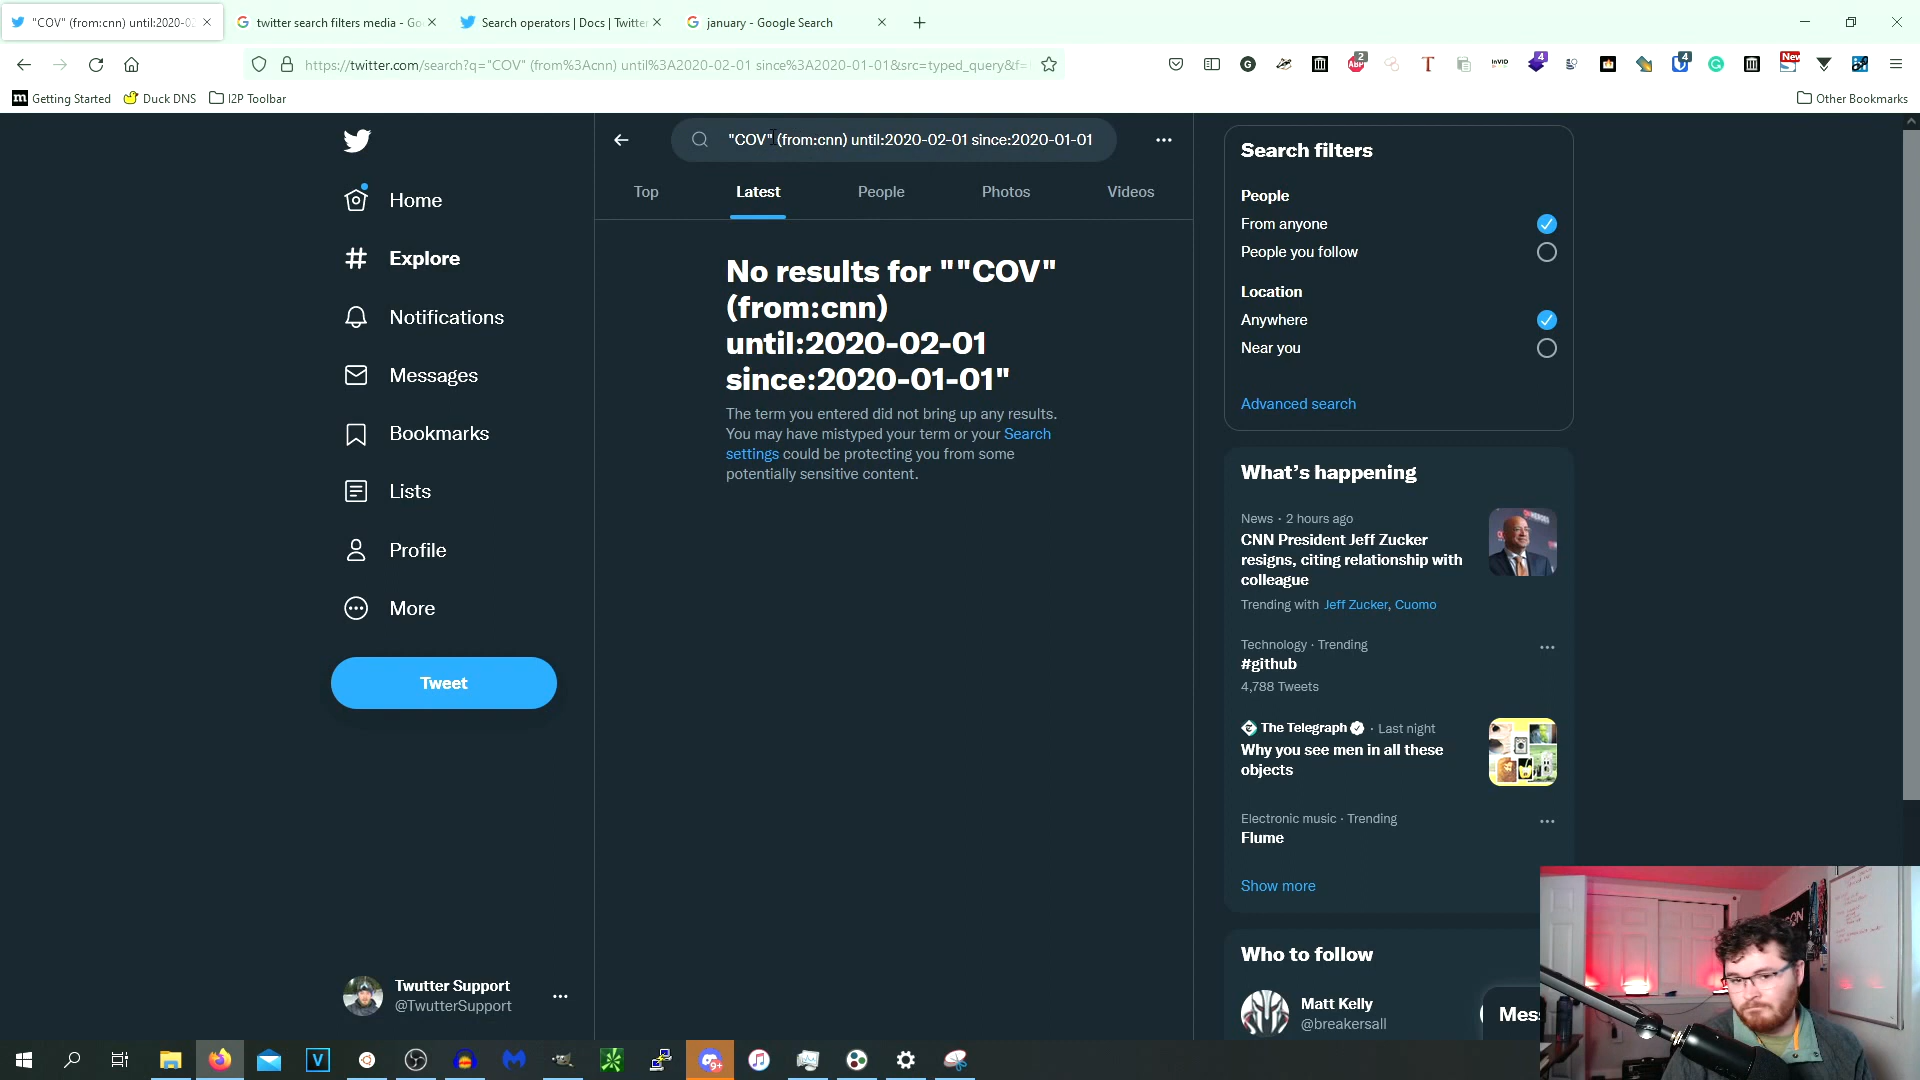 "COV" (from:cnn) until:2020-02
twitter search filters media - Go
Search operators | Docs | Twitte
january - Google Search
https://twitter.com/search?q="COV" (from%3Acnn) until%3A2020-02-01 since%3A2020-01-01&src=typed_query&f=
Getting Started
Duck DNS
I2P Toolbar
Other Bookmarks
"COV" (from:cnn) until:2020-02-01 since:2020-01-01
Home
Explore
Notifications
Messages
Bookmarks
Lists
Profile
More
Tweet
Twutter Support
@TwutterSupport
Top
Latest
People
Photos
Videos
No results for ""COV"
(from:cnn)
until:2020-02-01
since:2020-01-01"
The term you entered did not bring up any results.
You may have mistyped your term or your Search
settings could be protecting you from some
potentially sensitive content.
Search filters
People
From anyone
People you follow
Location
Anywhere
Near you
Advanced search
What's happening
News · 2 hours ago
CNN President Jeff Zucker
resigns, citing relationship with
colleague
Trending with Jeff Zucker, Cuomo
Technology · Trending
#github
4,788 Tweets
The Telegraph · Last night
Why you see men in all these
objects
Electronic music · Trending
Flume
Show more
Who to follow
Matt Kelly
@breakersall
Mes